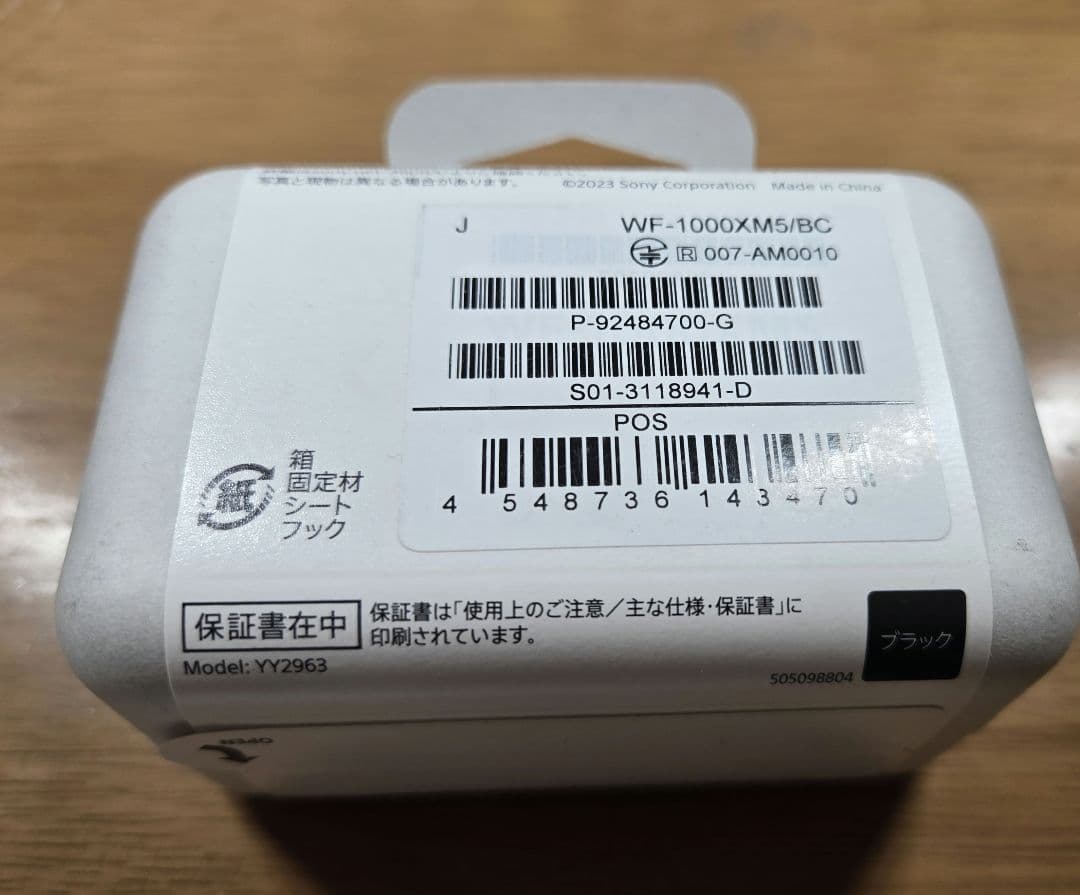 写真と現物は異なる場合があります。
©2023 Sony Corporation Made in China
J
WF-1000XM5/BC
R 007-AM0010
P-92484700-G
S01-3118941-D
POS
4 548736 143470
紙
箱
固定材
シート
フック
保証書在中
保証書は「使用上のご注意/主な仕様・保証書」に
印刷されています。
ブラック
Model: YY2963
505098804
OPEN